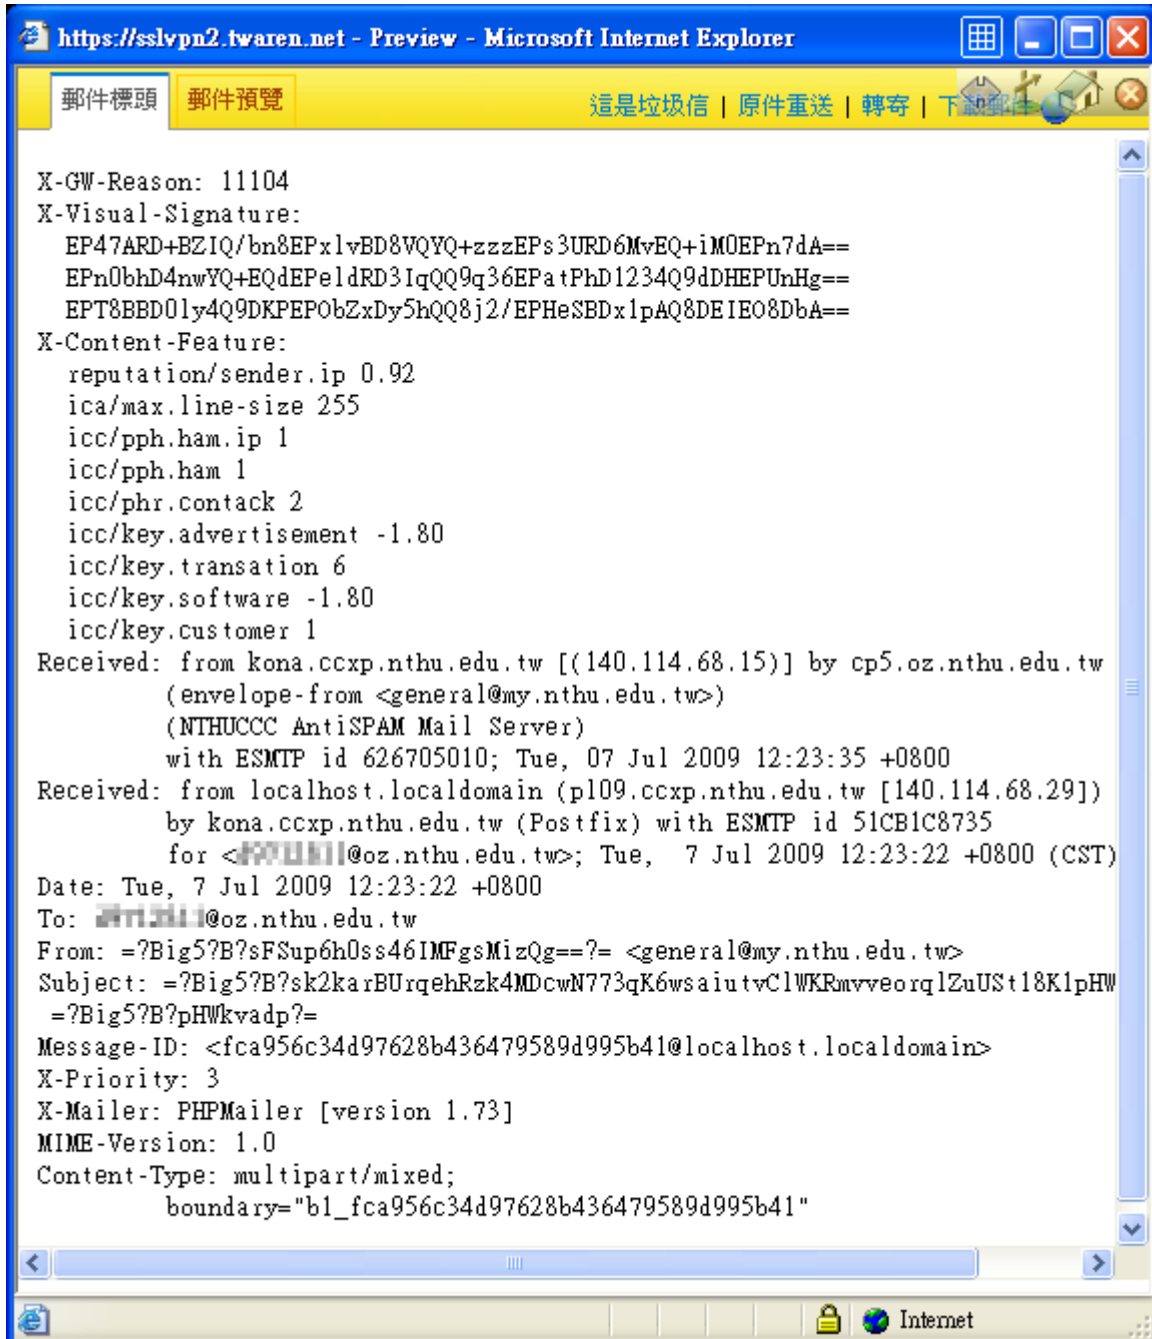 https://sslvpn2.twaren.net - Preview - Microsoft Internet Explorer
郵件標頭 郵件預覽 這是垃圾信 | 原件重送 | 轉寄 | 下載郵件
X-GW-Reason: 11104
X-Visual-Signature:
EP47ARD+BZIQ/bn8EPxlvBD8VQYQ+zzzEPs3URD6MvEQ+iM0EPn7dA==
EPn0bhD4nwYQ+EQdEPeldRD3IqQQ9q36EPatPhD1234Q9dDHEPUnHg==
EPT8BBD0ly4Q9DKPEPObZxDy5hQQ8j2/EPHeSBDx1pAQ8DEIEO8DbA==
X-Content-Feature:
reputation/sender.ip 0.92
ica/max.line-size 255
icc/pph.ham.ip 1
icc/pph.ham 1
icc/phr.contack 2
icc/key.advertisement -1.80
icc/key.transation 6
icc/key.software -1.80
icc/key.customer 1
Received: from kona.ccxp.nthu.edu.tw [(140.114.68.15)] by cp5.oz.nthu.edu.tw
(envelope-from <general@my.nthu.edu.tw>)
(NTHUCCC AntiSPAM Mail Server)
with ESMTP id 626705010; Tue, 07 Jul 2009 12:23:35 +0800
Received: from localhost.localdomain (pl09.ccxp.nthu.edu.tw [140.114.68.29])
by kona.ccxp.nthu.edu.tw (Postfix) with ESMTP id 51CB1C8735
for <@oz.nthu.edu.tw>; Tue, 7 Jul 2009 12:23:22 +0800 (CST)
Date: Tue, 7 Jul 2009 12:23:22 +0800
To: @oz.nthu.edu.tw
From: =?Big5?B?sFSup6h0ss46IMFgsMizQg==?= <general@my.nthu.edu.tw>
Subject: =?Big5?B?sk2karBUrqehRzk4MDcwN773qK6wsaiutvClWKRmvveorqlZuUSt18K1pHW
=?Big5?B?pHWkvadp?=
Message-ID: <fca956c34d97628b436479589d995b41@localhost.localdomain>
X-Priority: 3
X-Mailer: PHPMailer [version 1.73]
MIME-Version: 1.0
Content-Type: multipart/mixed;
boundary="b1_fca956c34d97628b436479589d995b41"
Internet